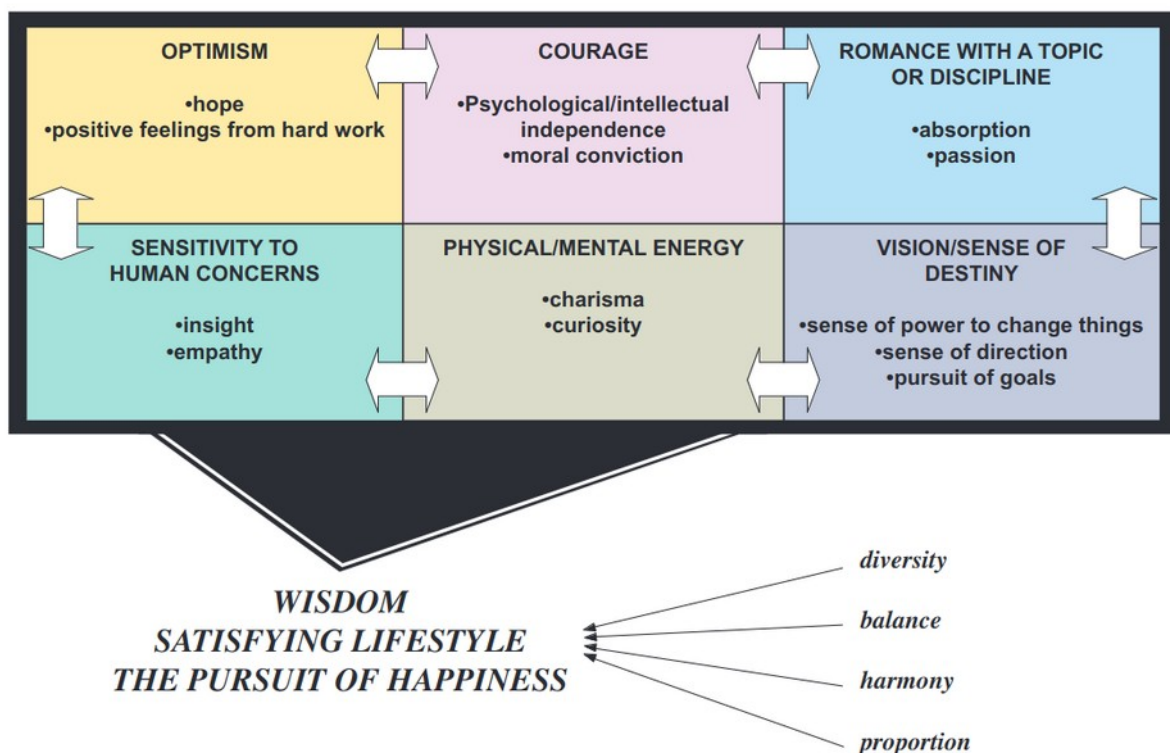 OPTIMISM
•hope
•positive feelings from hard work
COURAGE
•Psychological/intellectual
independence
•moral conviction
ROMANCE WITH A TOPIC
OR DISCIPLINE
•absorption
•passion
SENSITIVITY TO
HUMAN CONCERNS
•insight
•empathy
PHYSICAL/MENTAL ENERGY
•charisma
•curiosity
VISION/SENSE OF
DESTINY
•sense of power to change things
•sense of direction
•pursuit of goals
WISDOM
SATISFYING LIFESTYLE
THE PURSUIT OF HAPPINESS
diversity
balance
harmony
proportion